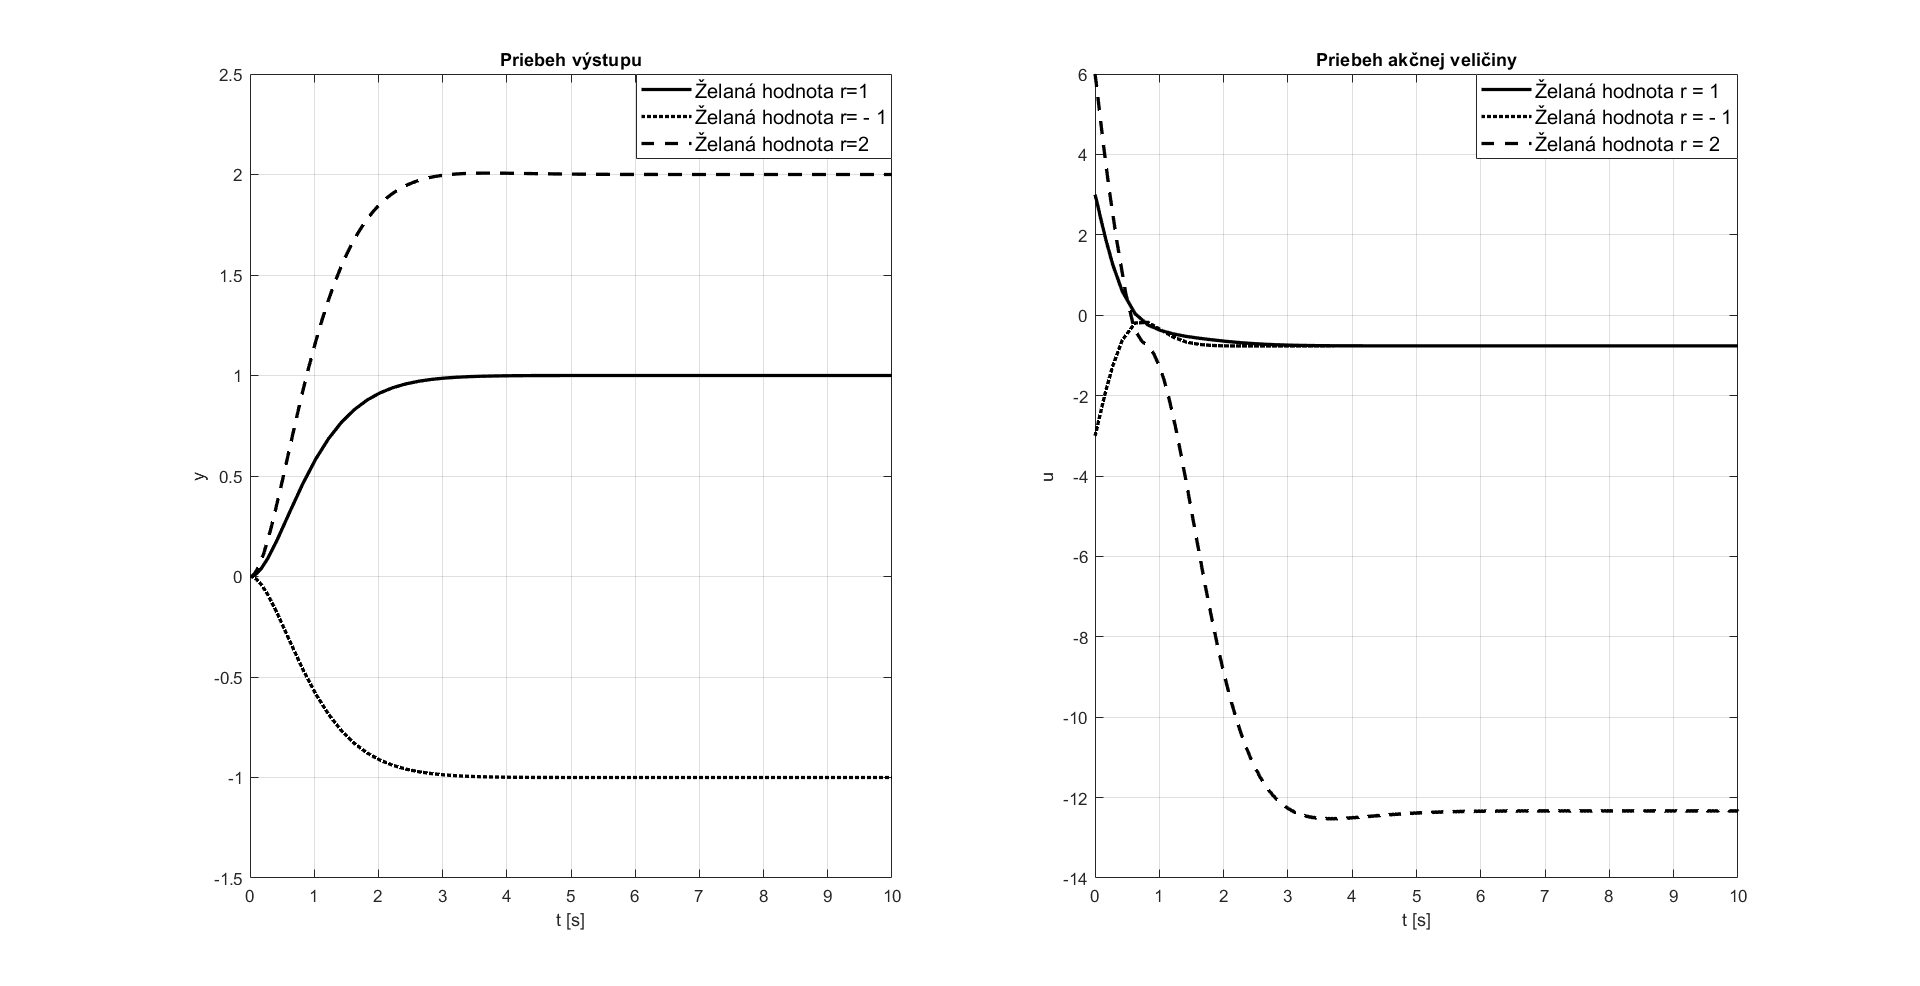 Priebeh výstupu
2.5
2
1.5
1
0.5
0
-0.5
-1
-1.5
y
0 1 2 3 4 5 6 7 8 9 10
t [s]
Želaná hodnota r=1
Želaná hodnota r= - 1
Želaná hodnota r=2
Priebeh akčnej veličiny
6
4
2
0
-2
-4
-6
-8
-10
-12
-14
u
0 1 2 3 4 5 6 7 8 9 10
t [s]
Želaná hodnota r = 1
Želaná hodnota r = - 1
Želaná hodnota r = 2